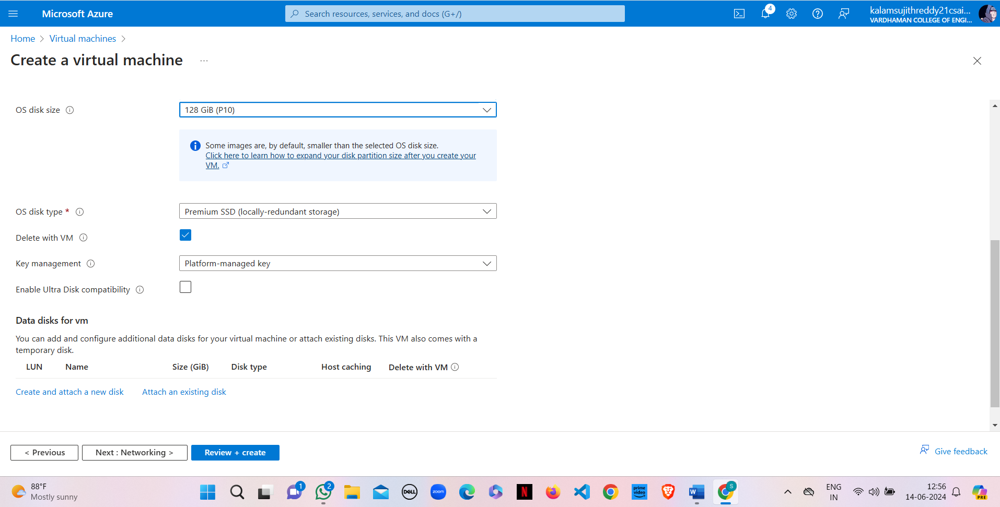 Microsoft Azure
Search resources, services, and docs (G+/)
4
kalamsujithreddy21csai...
VARDHAMAN COLLEGE OF ENGI...
Home > Virtual machines >
Create a virtual machine ...
OS disk size
128 GiB (P10)
Some images are, by default, smaller than the selected OS disk size.
Click here to learn how to expand your disk partition size after you create your
VM.
OS disk type *
Premium SSD (locally-redundant storage)
Delete with VM
Key management
Platform-managed key
Enable Ultra Disk compatibility
Data disks for vm
You can add and configure additional data disks for your virtual machine or attach existing disks. This VM also comes with a
temporary disk.
LUN Name Size (GiB) Disk type Host caching Delete with VM
Create and attach a new disk Attach an existing disk
< Previous Next : Networking > Review + create
Give feedback
88°F
Mostly sunny
1
2
DELL
zoom
N
prime video
W
S
ENG
IN
12:56
14-06-2024
PRE